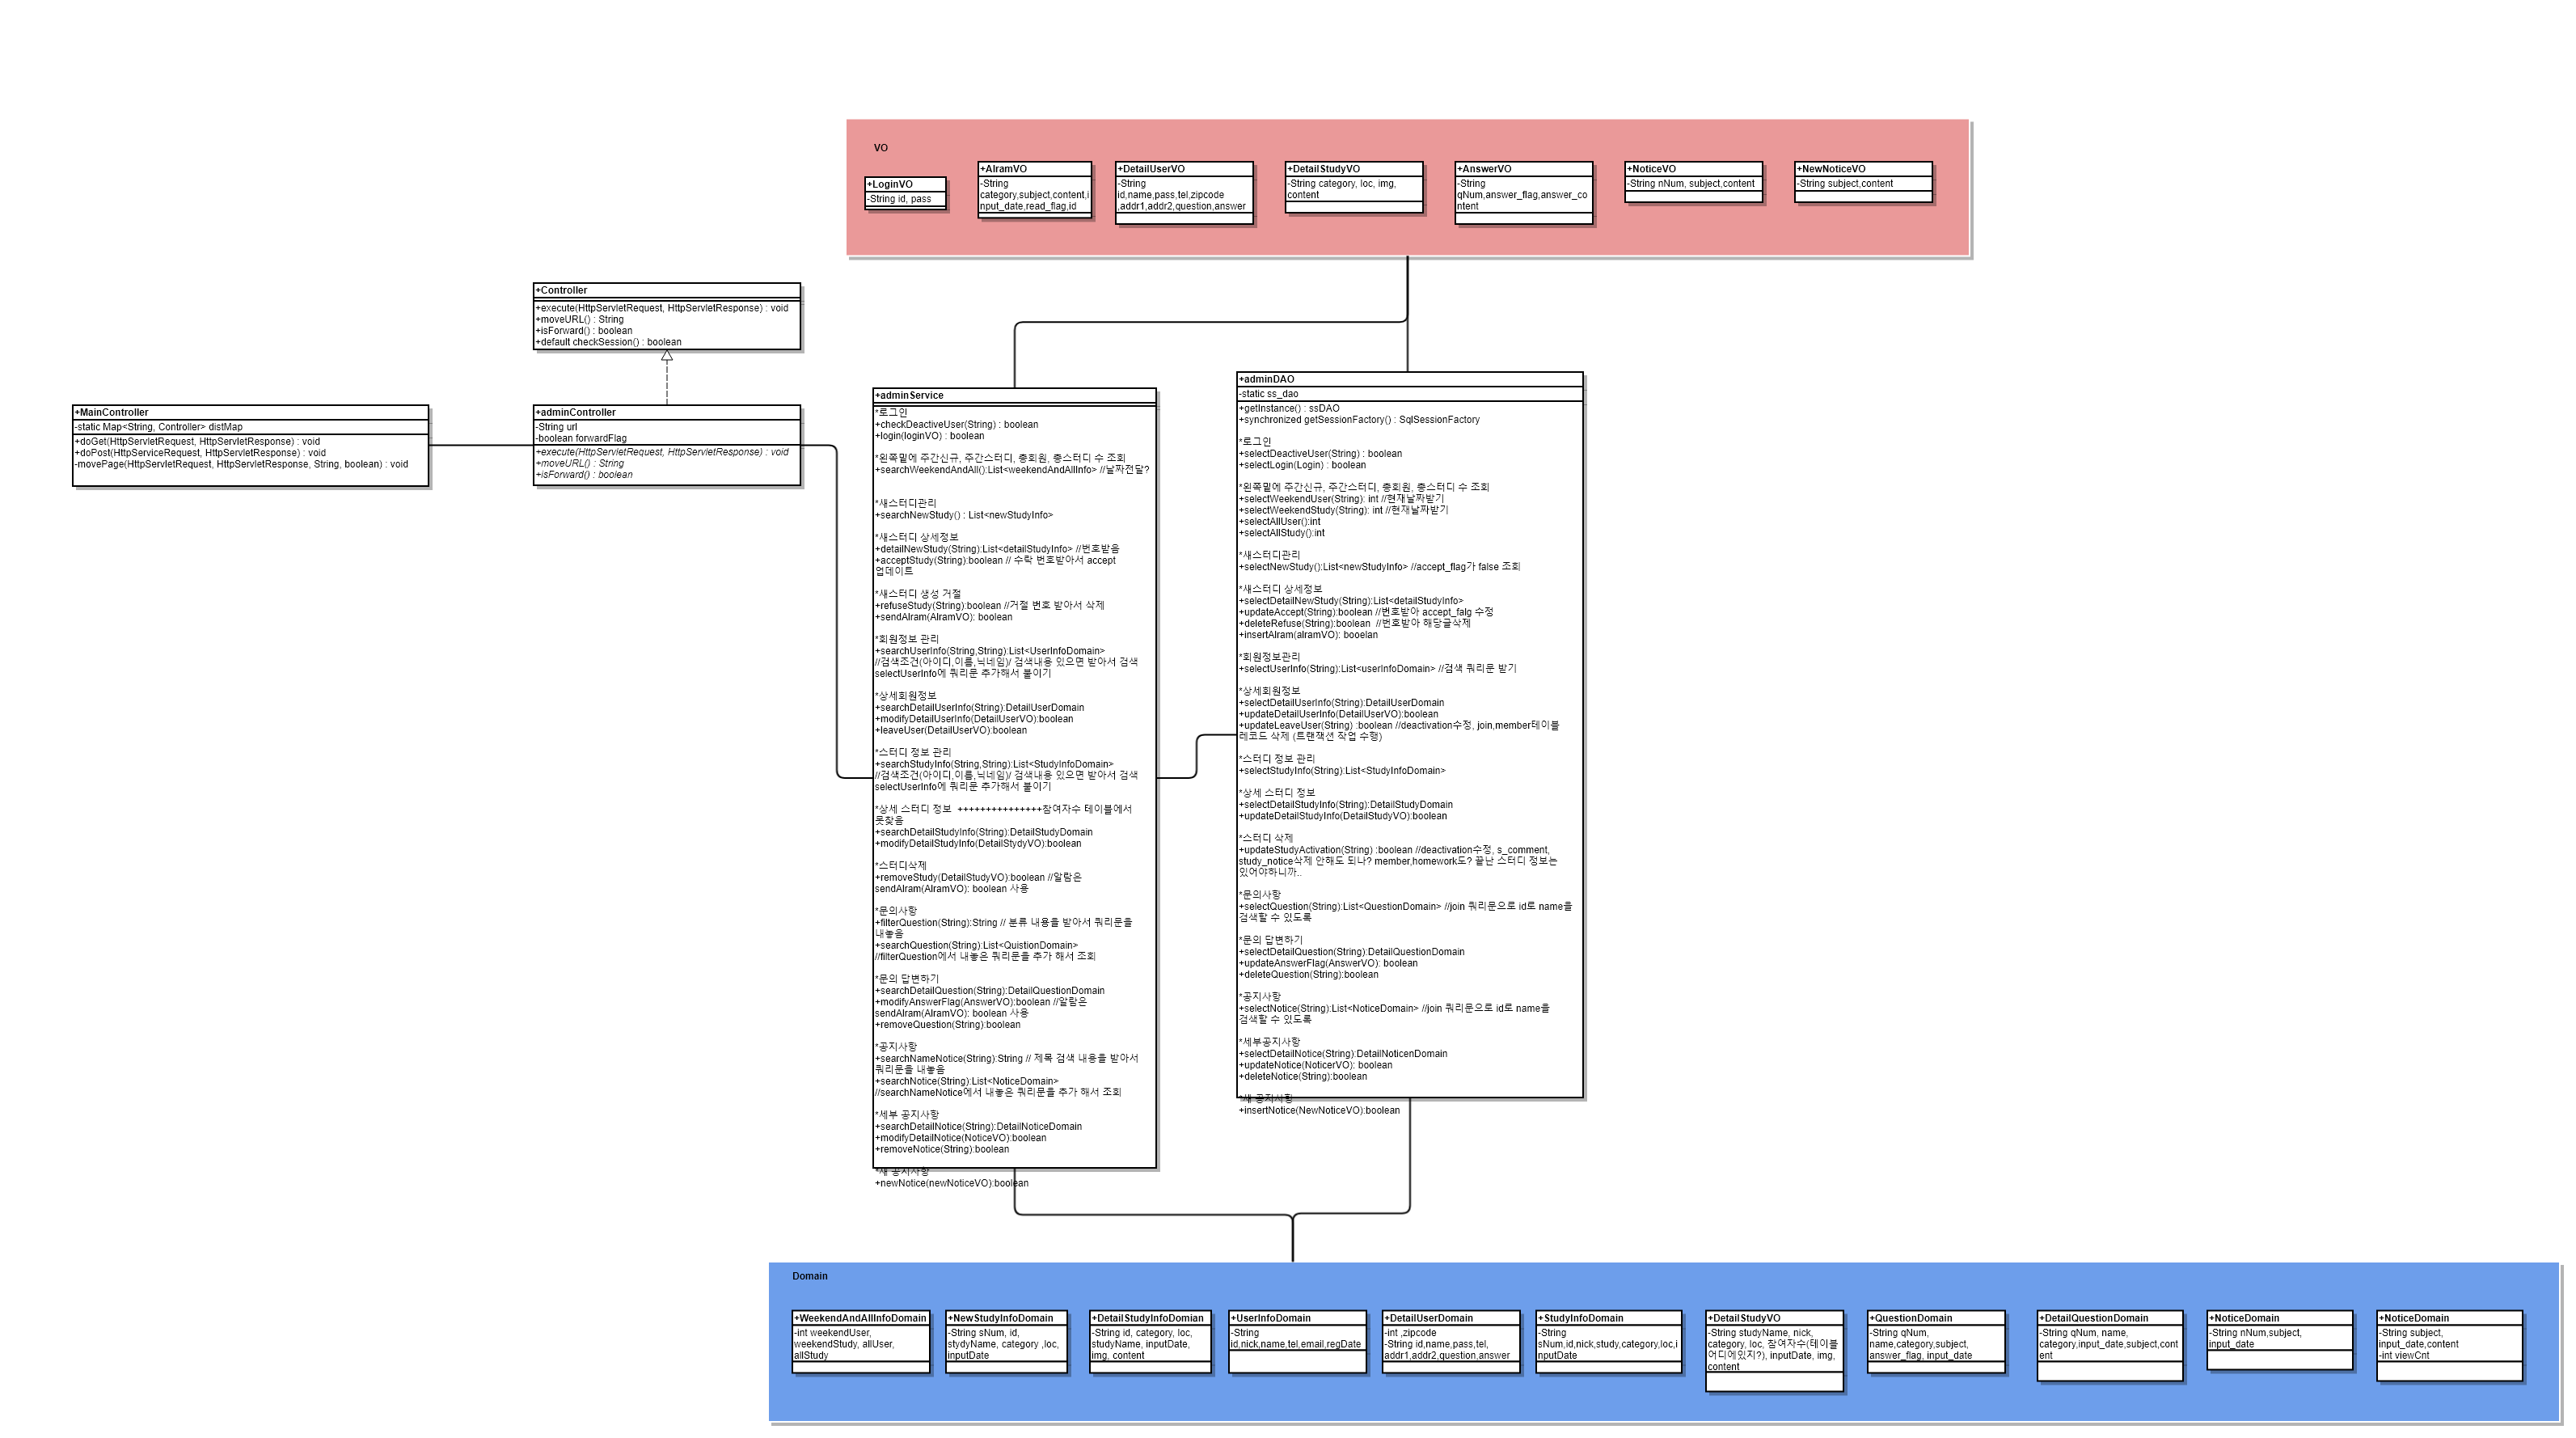 VO
+LoginVO
-String id, pass
+AlramVO
-String
category,subject,content,i
nput_date,read_flag,id
+DetailUserVO
-String
id,name,pass,tel,zipcode
,addr1,addr2,question,answer
+DetailStudyVO
-String category, loc, img,
content
+AnswerVO
-String
qNum,answer_flag,answer_co
ntent
+NoticeVO
-String nNum, subject,content
+NewNoticeVO
-String subject,content
+Controller
+execute(HttpServletRequest, HttpServletResponse) : void
+moveURL() : String
+isForward() : boolean
+default checkSession() : boolean
+MainController
-static Map<String, Controller> distMap
+doGet(HttpServletRequest, HttpServletResponse) : void
+doPost(HttpServiceRequest, HttpServletResponse) : void
-movePage(HttpServletRequest, HttpServletResponse, String, boolean) : void
+adminController
-String url
-boolean forwardFlag
+execute(HttpServletRequest, HttpServletResponse) : void
+moveURL() : String
+isForward() : boolean
+adminService
*로그인
+checkDeactiveUser(String) : boolean
+login(loginVO) : boolean
*왼쪽밑에 주간신규, 주간스터디, 총회원, 총스터디 수 조회
+searchWeekendAndAll():List<weekendAndAllInfo> //날짜전달?
*새스터디관리
+searchNewStudy() : List<newStudyInfo>
*새스터디 상세정보
+detailNewStudy(String):List<detailStudyInfo> //번호받음
+acceptStudy(String):boolean // 수락 번호받아서 accept
업데이트
*새스터디 생성 거절
+refuseStudy(String):boolean //거절 번호 받아서 삭제
+sendAlram(AlramVO): boolean
*회원정보 관리
+searchUserInfo(String,String):List<UserInfoDomain>
//검색조건(아이디,이름,닉네임)/ 검색내용 있으면 받아서 검색
selectUserInfo에 쿼리문 추가해서 붙이기
*상세회원정보
+searchDetailUserInfo(String):DetailUserDomain
+modifyDetailUserInfo(DetailUserVO):boolean
+leaveUser(DetailUserVO):boolean
*스터디 정보 관리
+searchStudyInfo(String,String):List<StudyInfoDomain>
//검색조건(아이디,이름,닉네임)/ 검색내용 있으면 받아서 검색
selectUserInfo에 쿼리문 추가해서 붙이기
*상세 스터디 정보  +++++++++++++++참여자수 테이블에서
못찾음
+searchDetailStudyInfo(String):DetailStudyDomain
+modifyDetailStudyInfo(DetailStydyVO):boolean
*스터디삭제
+removeStudy(DetailStudyVO):boolean //알람은
sendAlram(AlramVO): boolean 사용
*문의사항
+filterQuestion(String):String // 분류 내용을 받아서 쿼리문을
내놓음
+searchQuestion(String):List<QuistionDomain>
//filterQuestion에서 내놓은 쿼리문을 추가 해서 조회
*문의 답변하기
+searchDetailQuestion(String):DetailQuestionDomain
+modifyAnswerFlag(AnswerVO):boolean //알람은
sendAlram(AlramVO): boolean 사용
+removeQuestion(String):boolean
*공지사항
+searchNameNotice(String):String // 제목 검색 내용을 받아서
쿼리문을 내놓음
+searchNotice(String):List<NoticeDomain>
//searchNameNotice에서 내놓은 쿼리문을 추가 해서 조회
*세부 공지사항
+searchDetailNotice(String):DetailNoticeDomain
+modifyDetailNotice(NoticeVO):boolean
+removeNotice(String):boolean
*새 공지사항
+newNotice(newNoticeVO):boolean
+adminDAO
-static ss_dao
+getInstance() : ssDAO
+synchronized getSessionFactory() : SqlSessionFactory
*로그인
+selectDeactiveUser(String) : boolean
+selectLogin(Login) : boolean
*왼쪽밑에 주간신규, 주간스터디, 총회원, 총스터디 수 조회
+selectWeekendUser(String): int //현재날짜받기
+selectWeekendStudy(String): int //현재날짜받기
+selectAllUser():int
+selectAllStudy():int
*새스터디관리
+selectNewStudy():List<newStudyInfo> //accept_flag가 false 조회
*새스터디 상세정보
+selectDetailNewStudy(String):List<detailStudyInfo>
+updateAccept(String):boolean //번호받아 accept_falg 수정
+deleteRefuse(String):boolean  //번호받아 해당글삭제
+insertAlram(alramVO): booelan
*회원정보관리
+selectUserInfo(String):List<userInfoDomain> //검색 쿼리문 받기
*상세회원정보
+selectDetailUserInfo(String):DetailUserDomain
+updateDetailUserInfo(DetailUserVO):boolean
+updateLeaveUser(String) :boolean //deactivation수정, join,member테이블
레코드 삭제 (트랜잭션 작업 수행)
*스터디 정보 관리
+selectStudyInfo(String):List<StudyInfoDomain>
*상세 스터디 정보
+selectDetailStudyInfo(String):DetailStudyDomain
+updateDetailStudyInfo(DetailStudyVO):boolean
*스터디 삭제
+updateStudyActivation(String) :boolean //deactivation수정, s_comment,
study_notice삭제 안해도 되나? member,homework도? 끝난 스터디 정보는
있어야하니까..
*문의사항
+selectQuestion(String):List<QuestionDomain> //join 쿼리문으로 id로 name을
검색할 수 있도록
*문의 답변하기
+selectDetailQuestion(String):DetailQuestionDomain
+updateAnswerFlag(AnswerVO): boolean
+deleteQuestion(String):boolean
*공지사항
+selectNotice(String):List<NoticeDomain> //join 쿼리문으로 id로 name을
검색할 수 있도록
*세부공지사항
+selectDetailNotice(String):DetailNoticenDomain
+updateNotice(NoticerVO): boolean
+deleteNotice(String):boolean
*새 공지사항
+insertNotice(NewNoticeVO):boolean
Domain
+WeekendAndAllInfoDomain
-int weekendUser,
weekendStudy, allUser,
allStudy
+NewStudyInfoDomain
-String sNum, id,
stydyName, category ,loc,
inputDate
+DetailStudyInfoDomian
-String id, category, loc,
studyName, inputDate,
img, content
+UserInfoDomain
-String
id,nick,name,tel,email,regDate
+DetailUserDomain
-int ,zipcode
-String id,name,pass,tel,
addr1,addr2,question,answer
+StudyInfoDomain
-String
sNum,id,nick,study,category,loc,i
nputDate
+DetailStudyVO
-String studyName, nick,
category, loc, 참여자수(테이블
어디에있지?), inputDate, img,
content
+QuestionDomain
-String qNum,
name,category,subject,
answer_flag, input_date
+DetailQuestionDomain
-String qNum, name,
category,input_date,subject,cont
ent
+NoticeDomain
-String nNum,subject,
input_date
+NoticeDomain
-String subject,
input_date,content
-int viewCnt